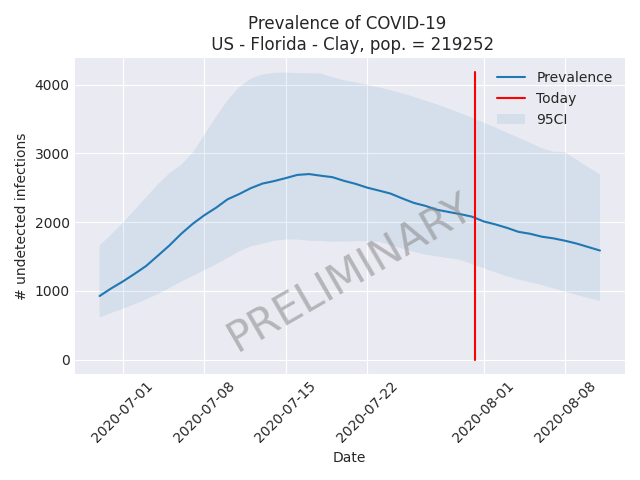 Prevalence of COVID-19
US - Florida - Clay, pop. = 219252
# undetected infections
4000
3000
2000
1000
0
Prevalence
Today
95CI
PRELIMINARY
2020-07-01
2020-07-08
2020-07-15
2020-07-22
2020-08-01
2020-08-08
Date